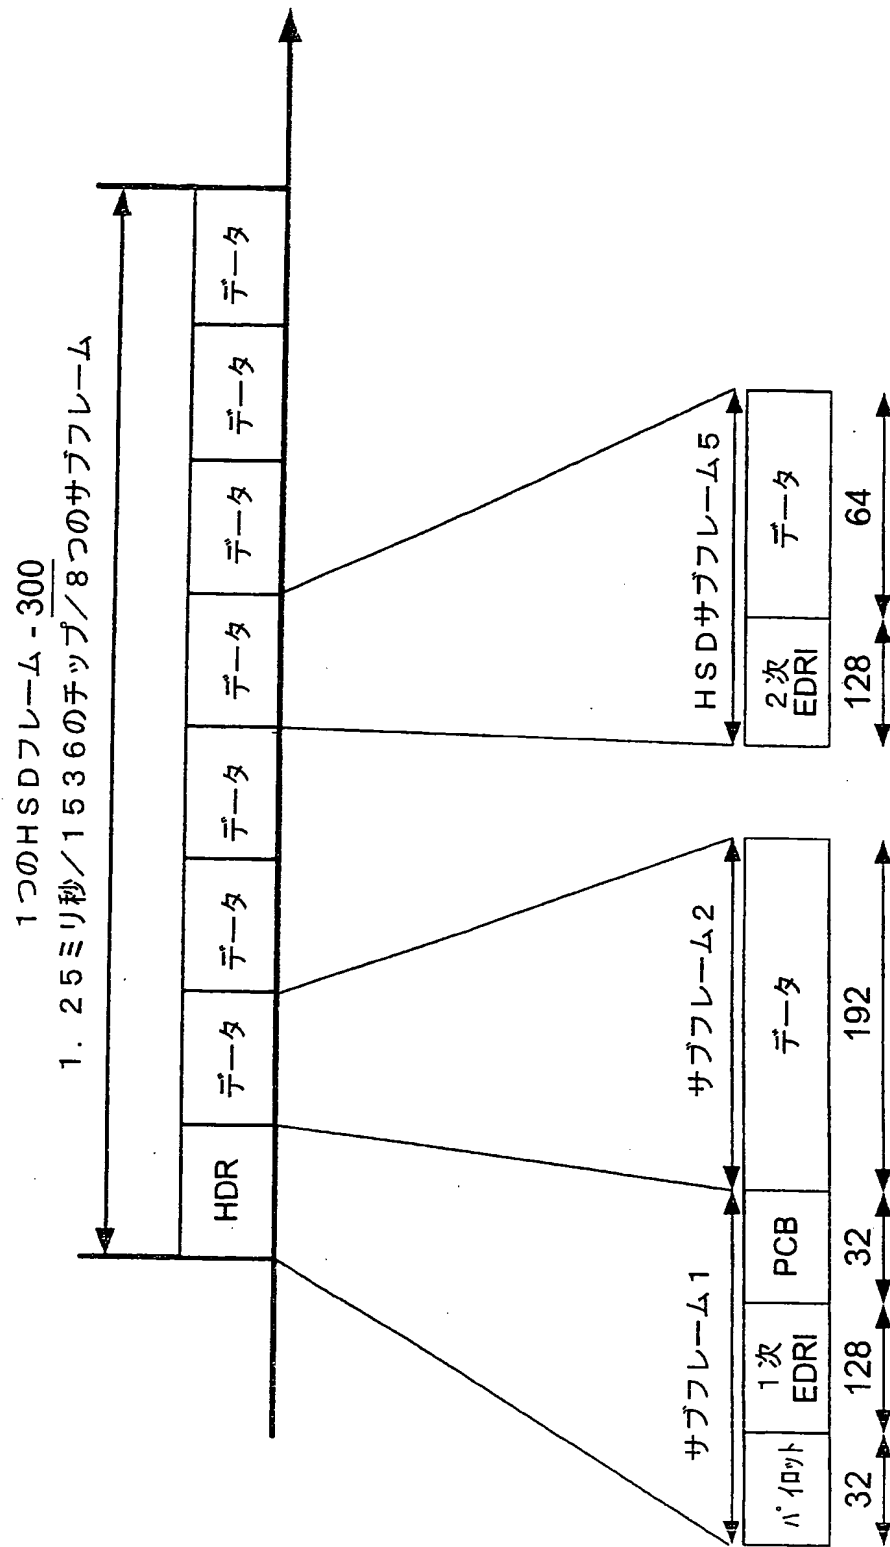 1つのHSDフレーム - 300
1. 25ミリ秒/1536のチップ/8つのサブフレーム
HDR
データ
データ
データ
データ
データ
データ
データ
サブフレーム1
サブフレーム2
HSDサブフレーム5
パイロット
1次
EDRI
PCB
データ
2次
EDRI
データ
32
128
32
192
128
64